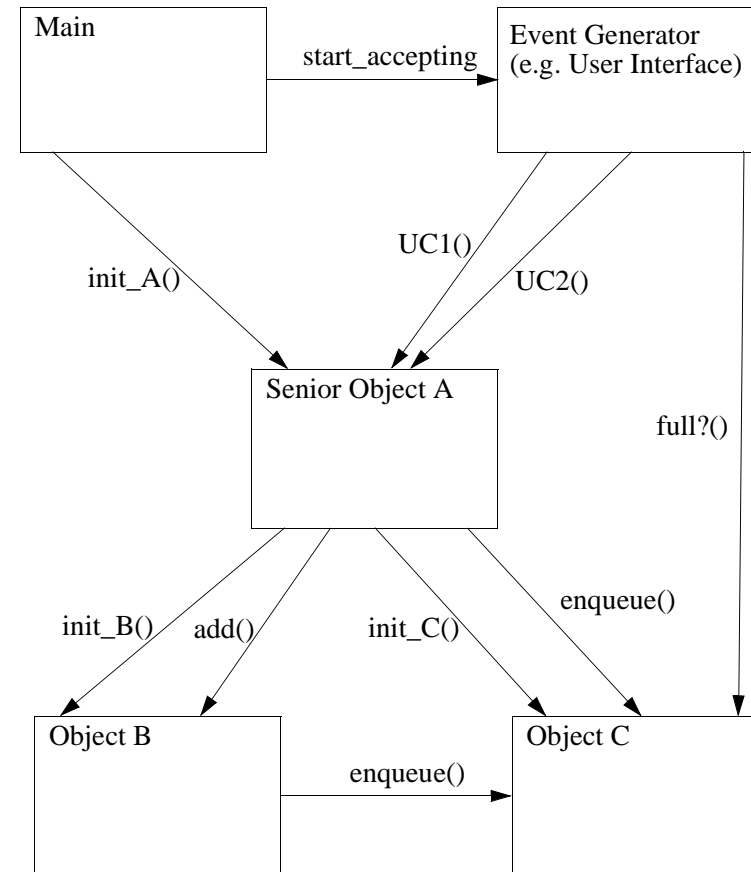 Main
Event Generator
(e.g. User Interface)
start_accepting
UC1()
init_A()
UC2()
Senior Object A
full?()
enqueue()
init_B()
add()
init_C()
Object B
Object C
enqueue()